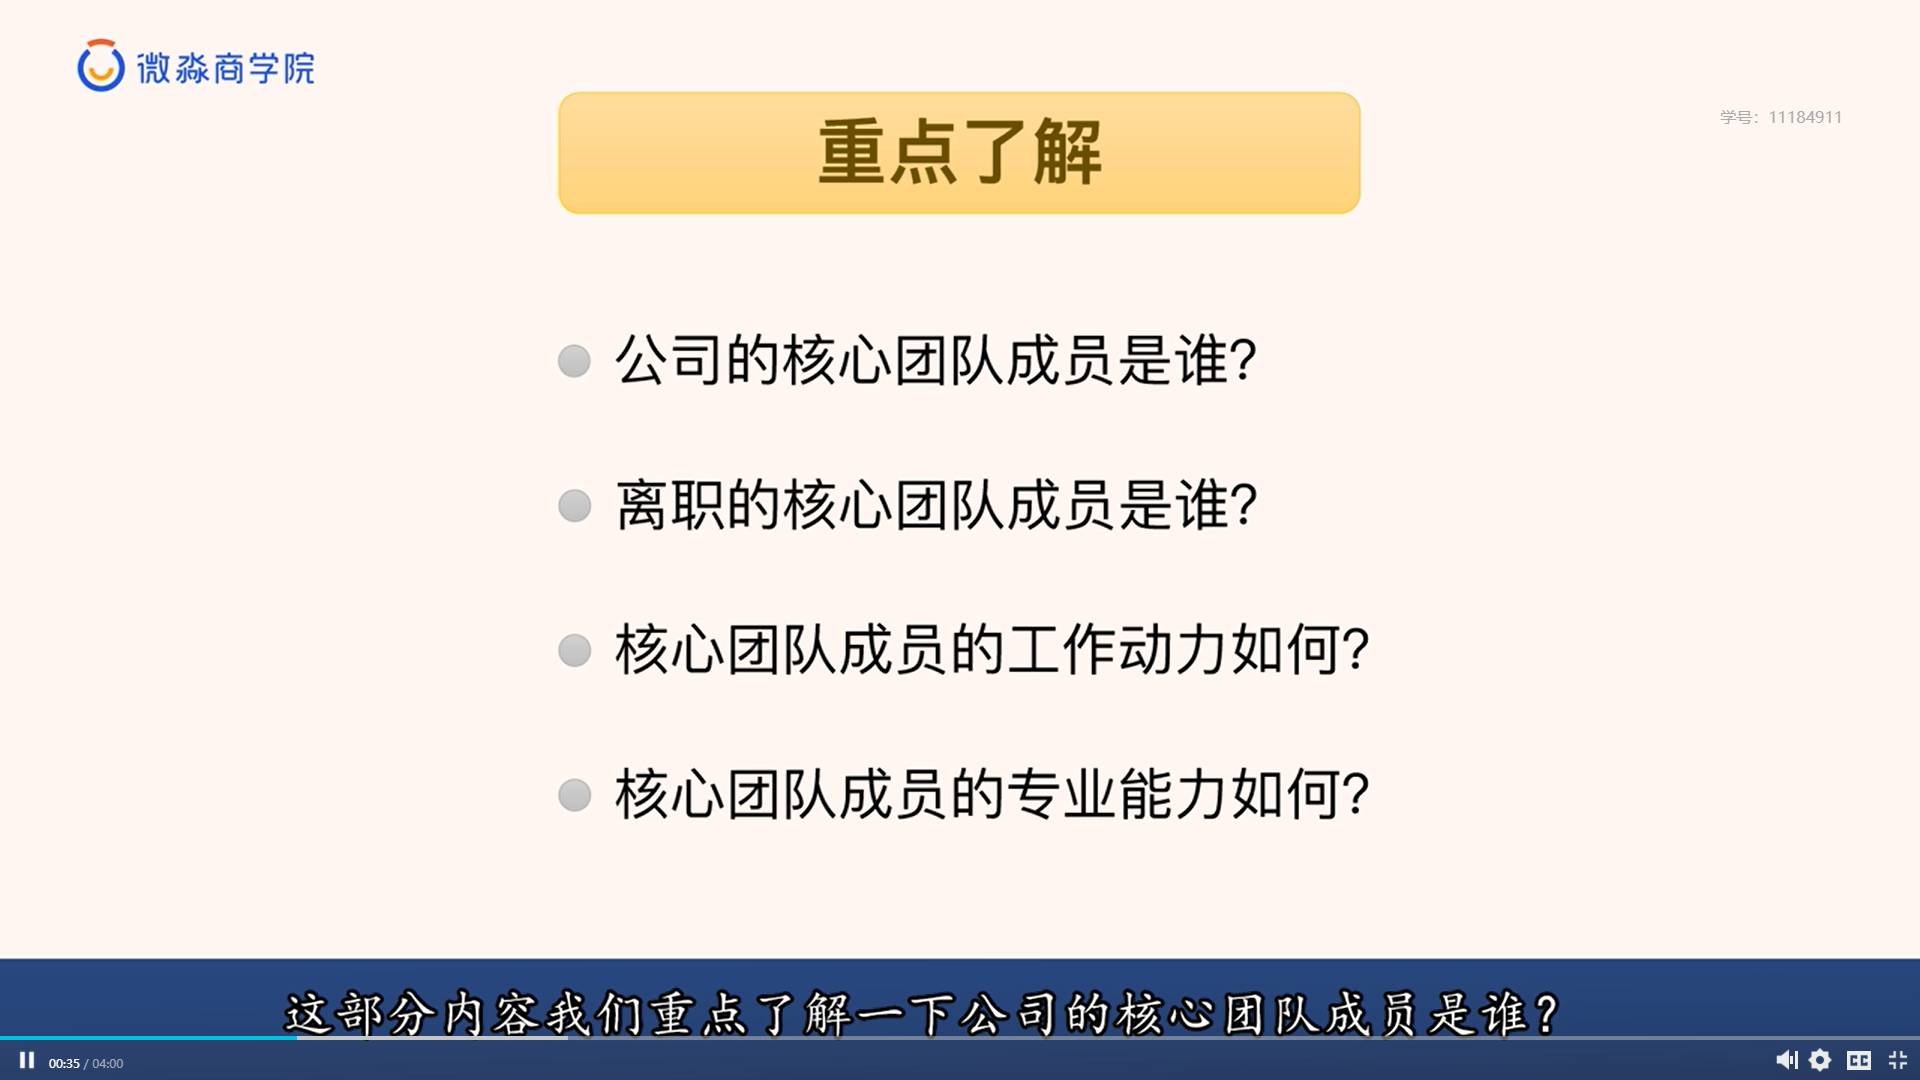 微淼商学院
重点了解
学号：11184911
公司的核心团队成员是谁?
离职的核心团队成员是谁?
核心团队成员的工作动力如何?
核心团队成员的专业能力如何?
这部分内容我们重点了解一下公司的核心团队成员是谁?
00:35 / 04:00
CC